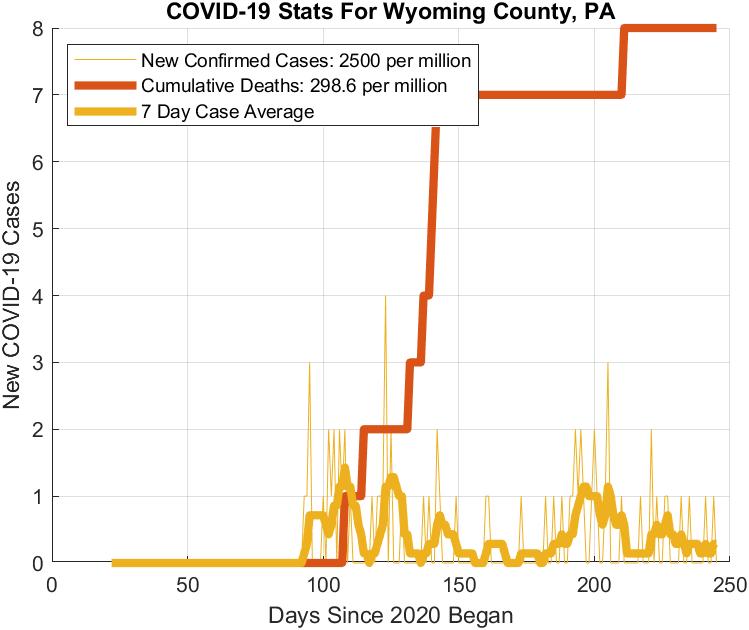 COVID-19 Stats For Wyoming County, PA
New Confirmed Cases: 2500 per million
Cumulative Deaths: 298.6 per million
7 Day Case Average
New COVID-19 Cases
8
7
6
5
4
3
2
1
0
0 50 100 150 200 250
Days Since 2020 Began